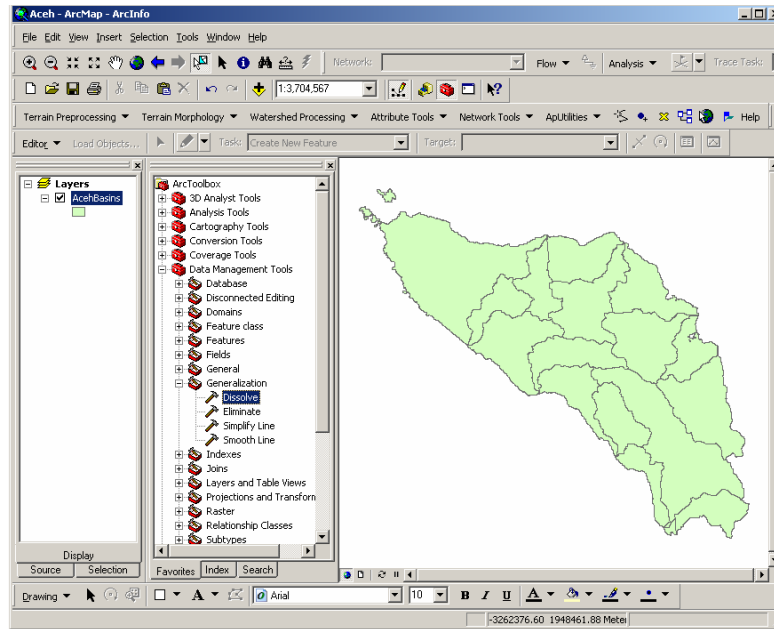 Aceh - ArcMap - ArcInfo
File Edit View Insert Selection Tools Window Help
Network: Flow Analysis Trace Task:
1:3,704,567
Terrain Preprocessing Terrain Morphology Watershed Processing Attribute Tools Network Tools ApUtilities Help
Editor Load Objects... Task: Create New Feature Target:
Layers
AcehBasins
Display
Source Selection
ArcToolbox
3D Analyst Tools
Analysis Tools
Cartography Tools
Conversion Tools
Coverage Tools
Data Management Tools
Database
Disconnected Editing
Domains
Feature class
Features
Fields
General
Generalization
Dissolve
Eliminate
Simplify Line
Smooth Line
Indexes
Joins
Layers and Table Views
Projections and Transforn
Raster
Relationship Classes
Subtypes
Favorites Index Search
Drawing A Arial 10 B I U A
-3262376.60 1948461.88 Meter